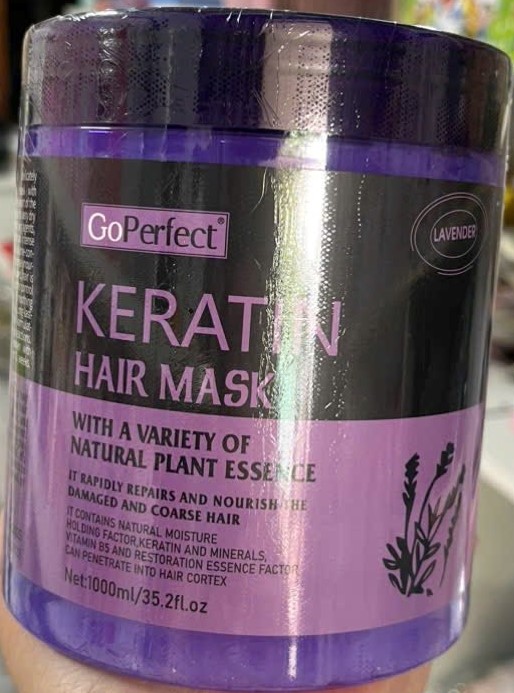 GoPerfect®
LAVENDER
KERATIN
HAIR MASK
WITH A VARIETY OF
NATURAL PLANT ESSENCE
IT RAPIDLY REPAIRS AND NOURISH THE
DAMAGED AND COARSE HAIR
IT CONTAINS NATURAL MOISTURE
HOLDING FACTOR,KERATIN AND MINERALS,
VITAMIN B5 AND RESTORATION ESSENCE FACTOR
CAN PENETRATE INTO HAIR CORTEX
Net:1000ml/35.2fl.oz